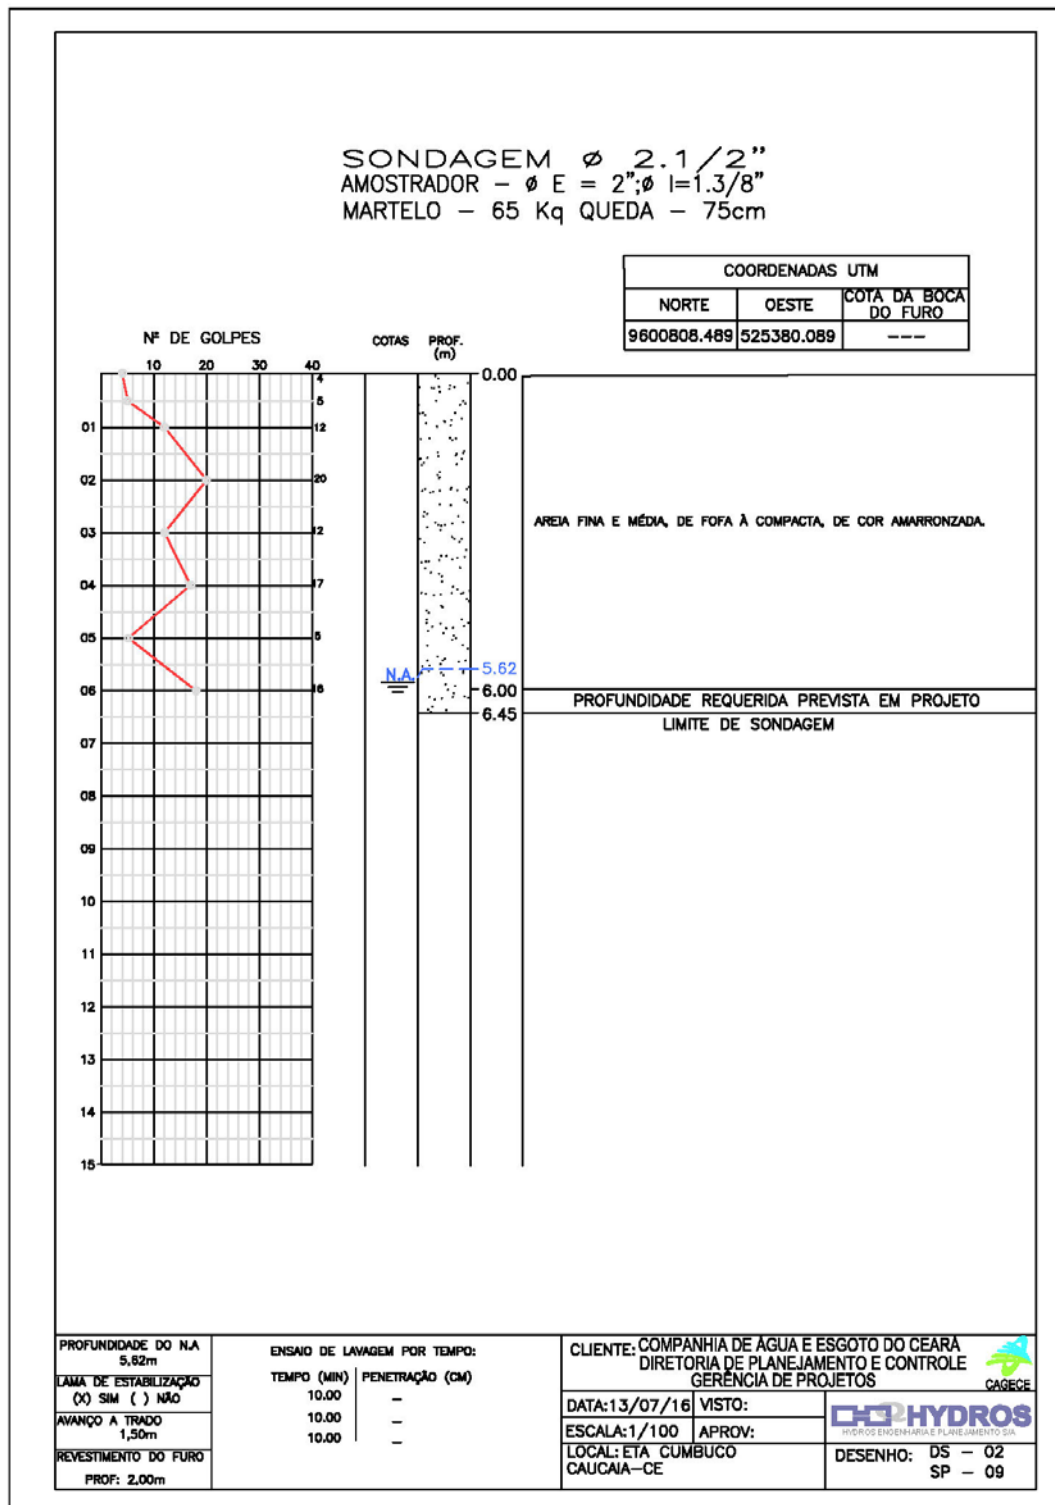 SONDAGEM ø 2.1/2"
AMOSTRADOR – ø E = 2";ø I=1.3/8"
MARTELO – 65 Kq QUEDA – 75cm
COORDENADAS UTM
NORTE OESTE COTA DA BOCA DO FURO
9600808.489 525380.089 ---
Nº DE GOLPES COTAS PROF. (m)
10 20 30 40
0.00
4
5
01 12
02 20
03 12
AREIA FINA E MÉDIA, DE FOFA À COMPACTA, DE COR AMARRONZADA.
04 17
05 5
N.A. 5.62
06 16 6.00
PROFUNDIDADE REQUERIDA PREVISTA EM PROJETO
6.45
LIMITE DE SONDAGEM
07
08
09
10
11
12
13
14
15
PROFUNDIDADE DO N.A
5,62m
LAMA DE ESTABILIZAÇÃO
(X) SIM ( ) NÃO
AVANÇO A TRADO
1,50m
REVESTIMENTO DO FURO
PROF: 2,00m
ENSAIO DE LAVAGEM POR TEMPO:
TEMPO (MIN) PENETRAÇÃO (CM)
10.00 –
10.00 –
10.00 –
CLIENTE: COMPANHIA DE ÁGUA E ESGOTO DO CEARÁ
DIRETORIA DE PLANEJAMENTO E CONTROLE
GERÊNCIA DE PROJETOS
CAGECE
DATA:13/07/16 VISTO:
ESCALA:1/100 APROV:
HYDROS
HYDROS ENGENHARIA E PLANEJAMENTO S/A
LOCAL: ETA CUMBUCO
CAUCAIA–CE
DESENHO: DS – 02
SP – 09